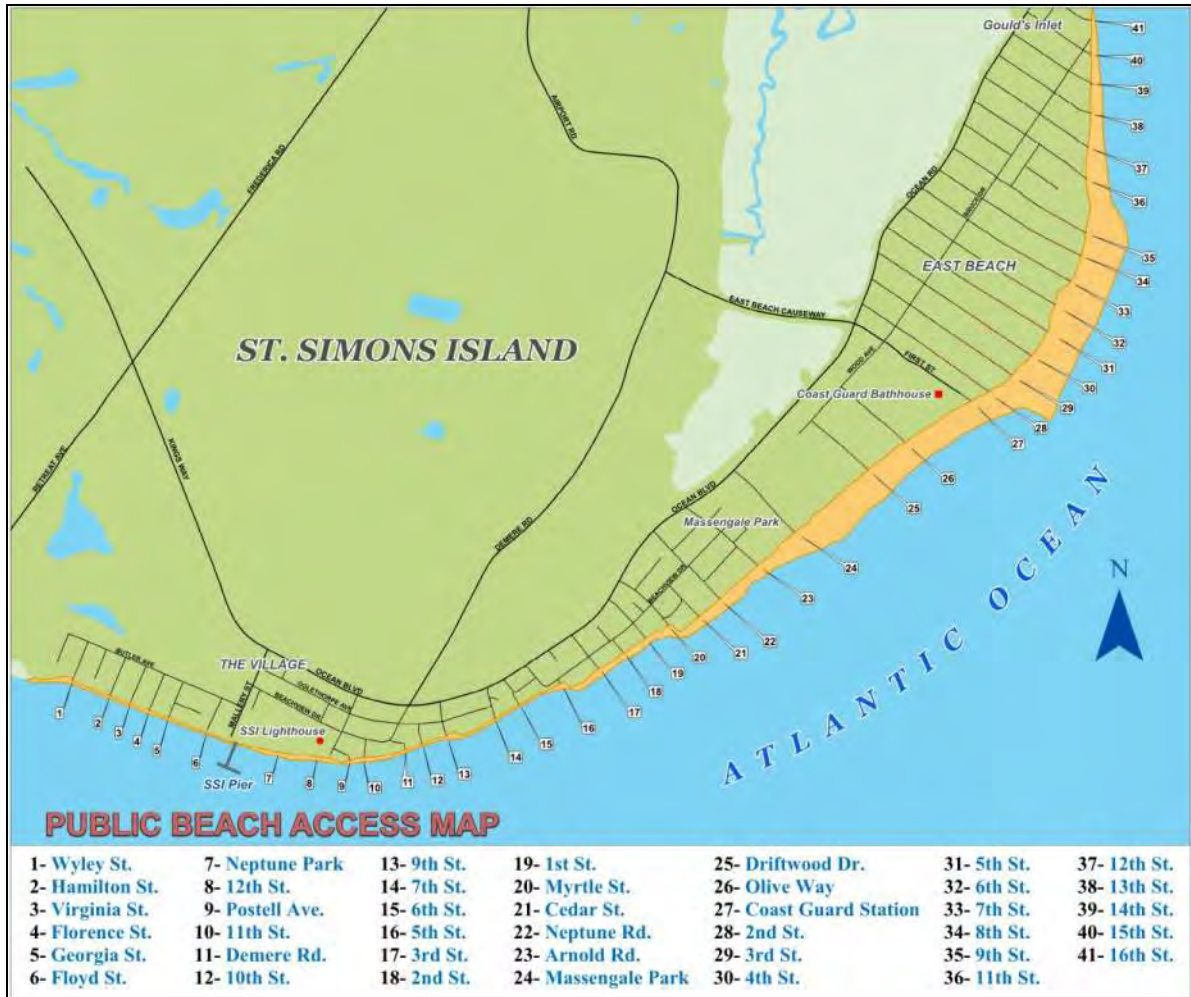 Gould's Inlet
41
40
39
38
37
36
35
34
33
32
31
30
29
28
27
26
25
24
23
22
21
20
19
18
17
16
15
14
13
12
11
10
9
8
7
6
5
4
3
2
1
AIRPORT RD
FREDERICA RD
OCEAN RD
BRUCE DR
EAST BEACH
EAST BEACH CAUSEWAY
ST. SIMONS ISLAND
WOOD AVE
FIRST ST
Coast Guard Bathhouse
RETREAT AVE
KINGS WAY
OCEAN BLVD
DEMERE RD
Massengale Park
BEACHVIEW DR
ATLANTIC OCEAN
N
BUTLER AVE
THE VILLAGE
OCEAN BLVD
OGLETHORPE AVE
MALLERY ST
BEACHVIEW DR
SSI Lighthouse
SSI Pier
PUBLIC BEACH ACCESS MAP
1- Wyley St.
2- Hamilton St.
3- Virginia St.
4- Florence St.
5- Georgia St.
6- Floyd St.
7- Neptune Park
8- 12th St.
9- Postell Ave.
10- 11th St.
11- Demere Rd.
12- 10th St.
13- 9th St.
14- 7th St.
15- 6th St.
16- 5th St.
17- 3rd St.
18- 2nd St.
19- 1st St.
20- Myrtle St.
21- Cedar St.
22- Neptune Rd.
23- Arnold Rd.
24- Massengale Park
25- Driftwood Dr.
26- Olive Way
27- Coast Guard Station
28- 2nd St.
29- 3rd St.
30- 4th St.
31- 5th St.
32- 6th St.
33- 7th St.
34- 8th St.
35- 9th St.
36- 11th St.
37- 12th St.
38- 13th St.
39- 14th St.
40- 15th St.
41- 16th St.